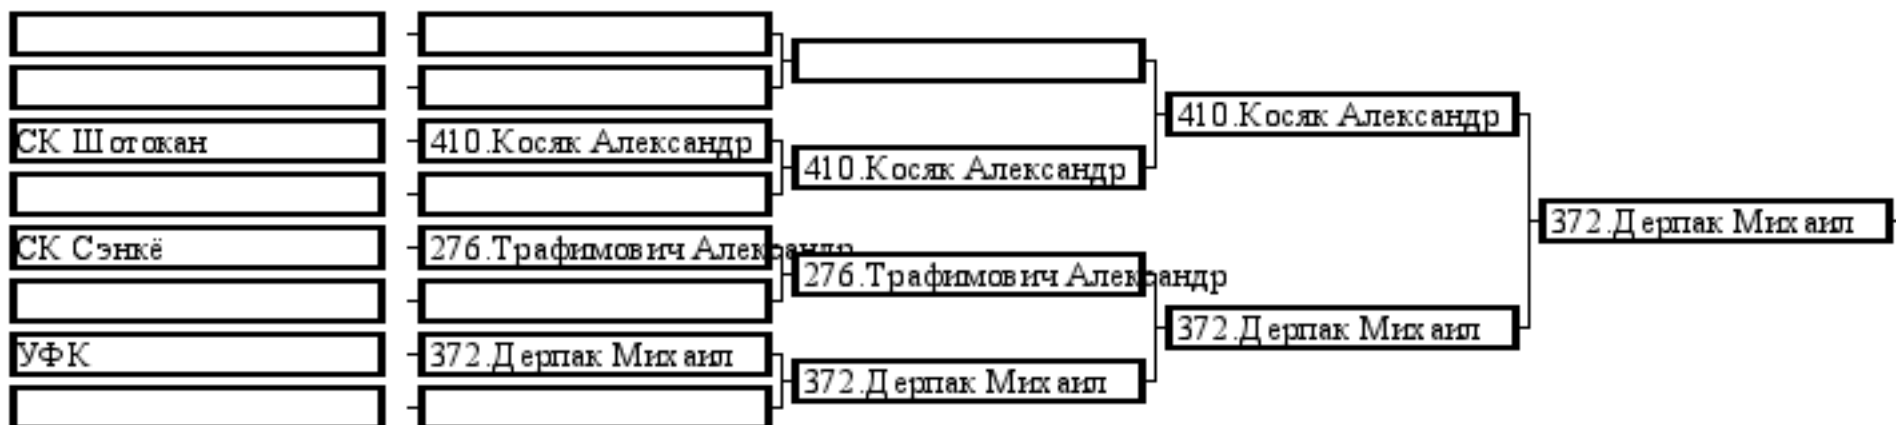 СК Шотокан
410.Косяк Александр
СК Сэнкё
276.Трафимович Александр
УФК
372.Дерпак Михаил
410.Косяк Александр
276.Трафимович Александр
372.Дерпак Михаил
410.Косяк Александр
372.Дерпак Михаил
372.Дерпак Михаил